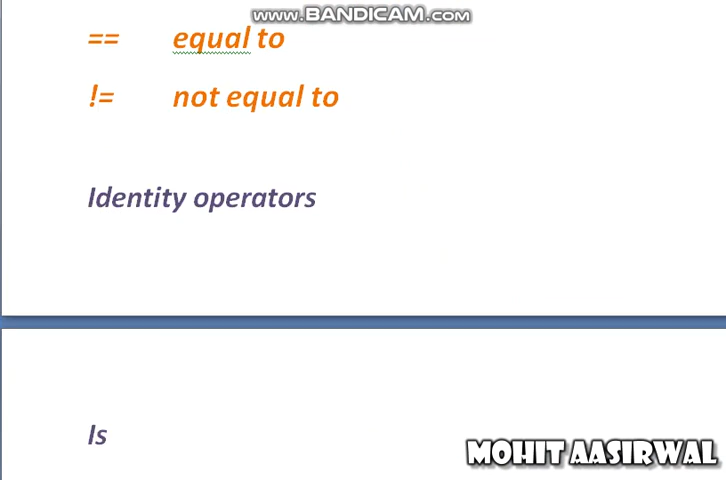 www.BANDICAM.com
== equal to
!= not equal to
Identity operators
Is
MOHIT AASIRWAL